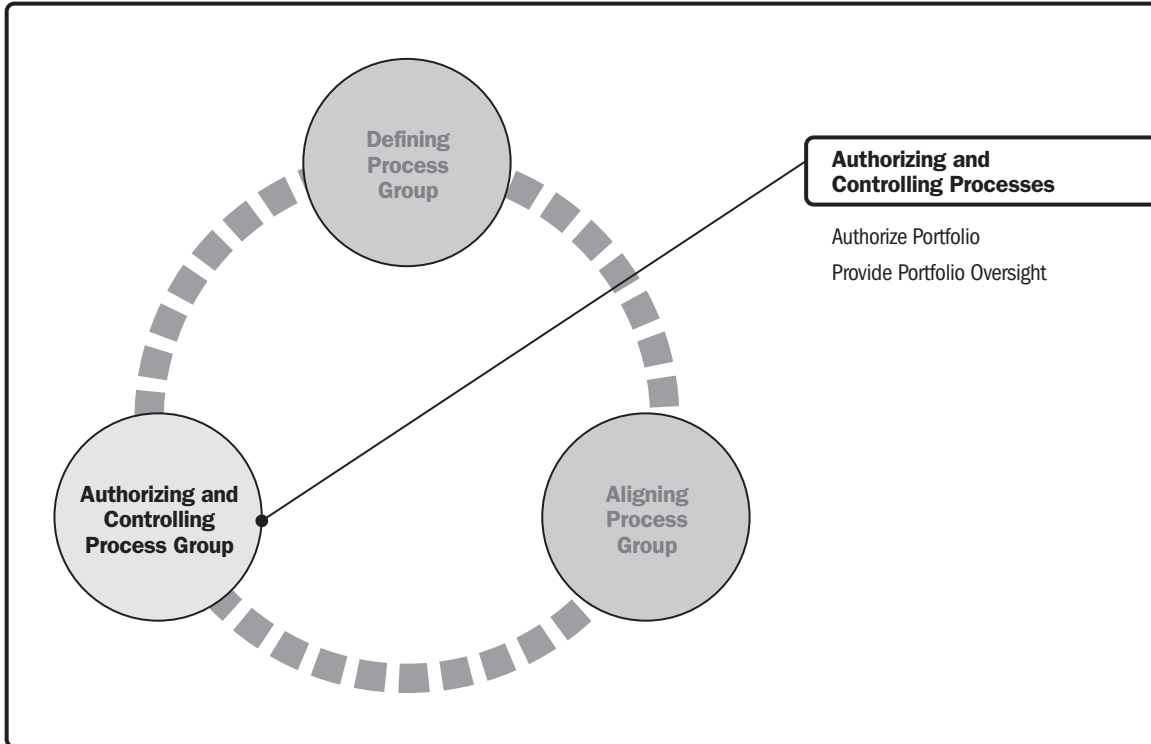 Defining
Process
Group
Authorizing and
Controlling Processes
Authorize Portfolio
Provide Portfolio Oversight
Authorizing and
Controlling
Process Group
Aligning
Process
Group